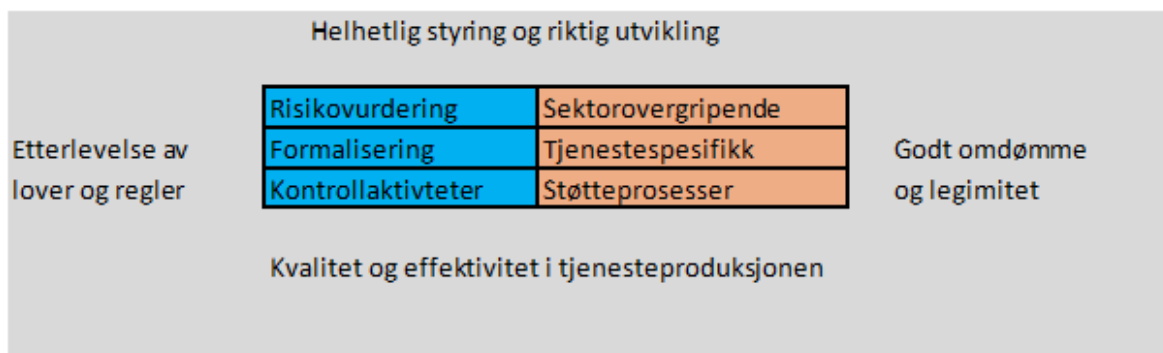 Helhetlig styring og riktig utvikling
Risikovurdering Sektorovergripende
Etterlevelse av Formalisering Tjenestespesifikk Godt omdømme
lover og regler Kontrollaktivteter Støtteprosesser og legimitet
Kvalitet og effektivitet i tjenesteproduksjonen